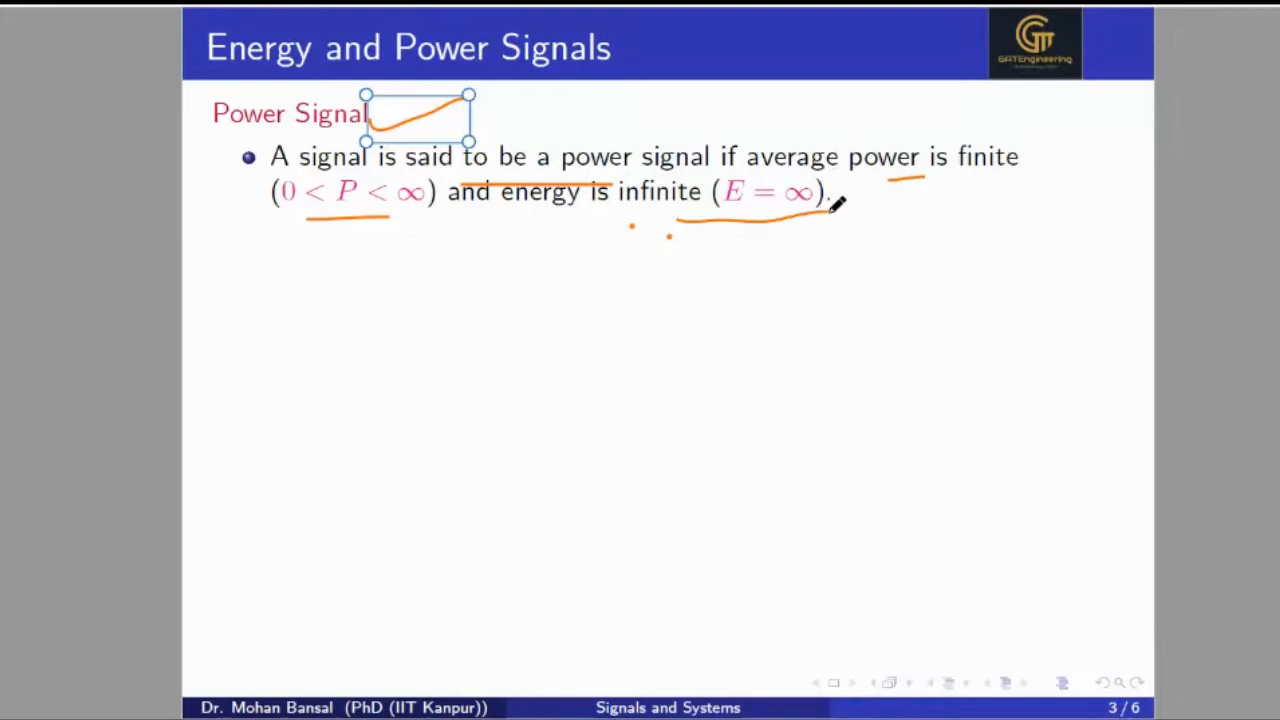 Energy and Power Signals
GATEngineering
Power Signal
A signal is said to be a power signal if average power is finite
(0 < P < ∞) and energy is infinite (E = ∞).
Dr. Mohan Bansal (PhD (IIT Kanpur)) Signals and Systems 3 / 6